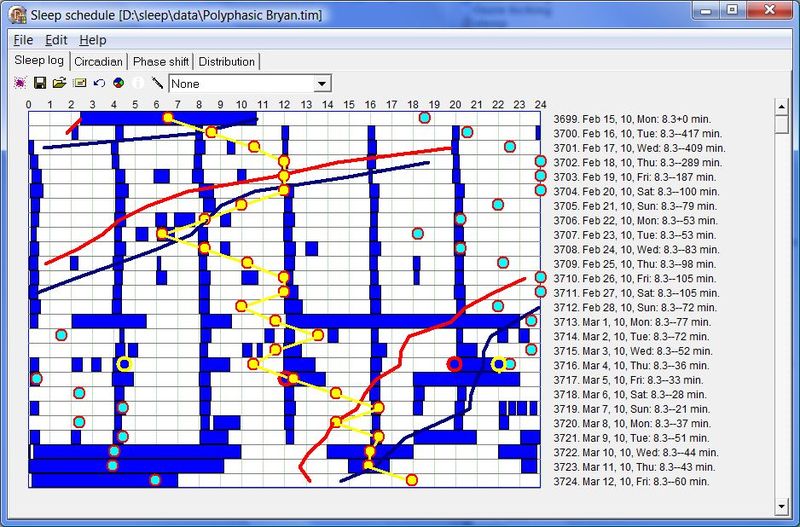 Sleep schedule [D:\sleep\data\Polyphasic Bryan.tim]
File Edit Help
Sleep log Circadian Phase shift Distribution
None
0 1 2 3 4 5 6 7 8 9 10 11 12 13 14 15 16 17 18 19 20 21 22 23 24
3699. Feb 15, 10, Mon: 8.3+0 min.
3700. Feb 16, 10, Tue: 8.3--417 min.
3701. Feb 17, 10, Wed: 8.3--409 min.
3702. Feb 18, 10, Thu: 8.3--289 min.
3703. Feb 19, 10, Fri: 8.3--187 min.
3704. Feb 20, 10, Sat: 8.3--100 min.
3705. Feb 21, 10, Sun: 8.3--79 min.
3706. Feb 22, 10, Mon: 8.3--53 min.
3707. Feb 23, 10, Tue: 8.3--53 min.
3708. Feb 24, 10, Wed: 8.3--83 min.
3709. Feb 25, 10, Thu: 8.3--98 min.
3710. Feb 26, 10, Fri: 8.3--105 min.
3711. Feb 27, 10, Sat: 8.3--105 min.
3712. Feb 28, 10, Sun: 8.3--72 min.
3713. Mar 1, 10, Mon: 8.3--77 min.
3714. Mar 2, 10, Tue: 8.3--72 min.
3715. Mar 3, 10, Wed: 8.3--52 min.
3716. Mar 4, 10, Thu: 8.3--36 min.
3717. Mar 5, 10, Fri: 8.3--33 min.
3718. Mar 6, 10, Sat: 8.3--28 min.
3719. Mar 7, 10, Sun: 8.3--21 min.
3720. Mar 8, 10, Mon: 8.3--37 min.
3721. Mar 9, 10, Tue: 8.3--51 min.
3722. Mar 10, 10, Wed: 8.3--44 min.
3723. Mar 11, 10, Thu: 8.3--43 min.
3724. Mar 12, 10, Fri: 8.3--60 min.